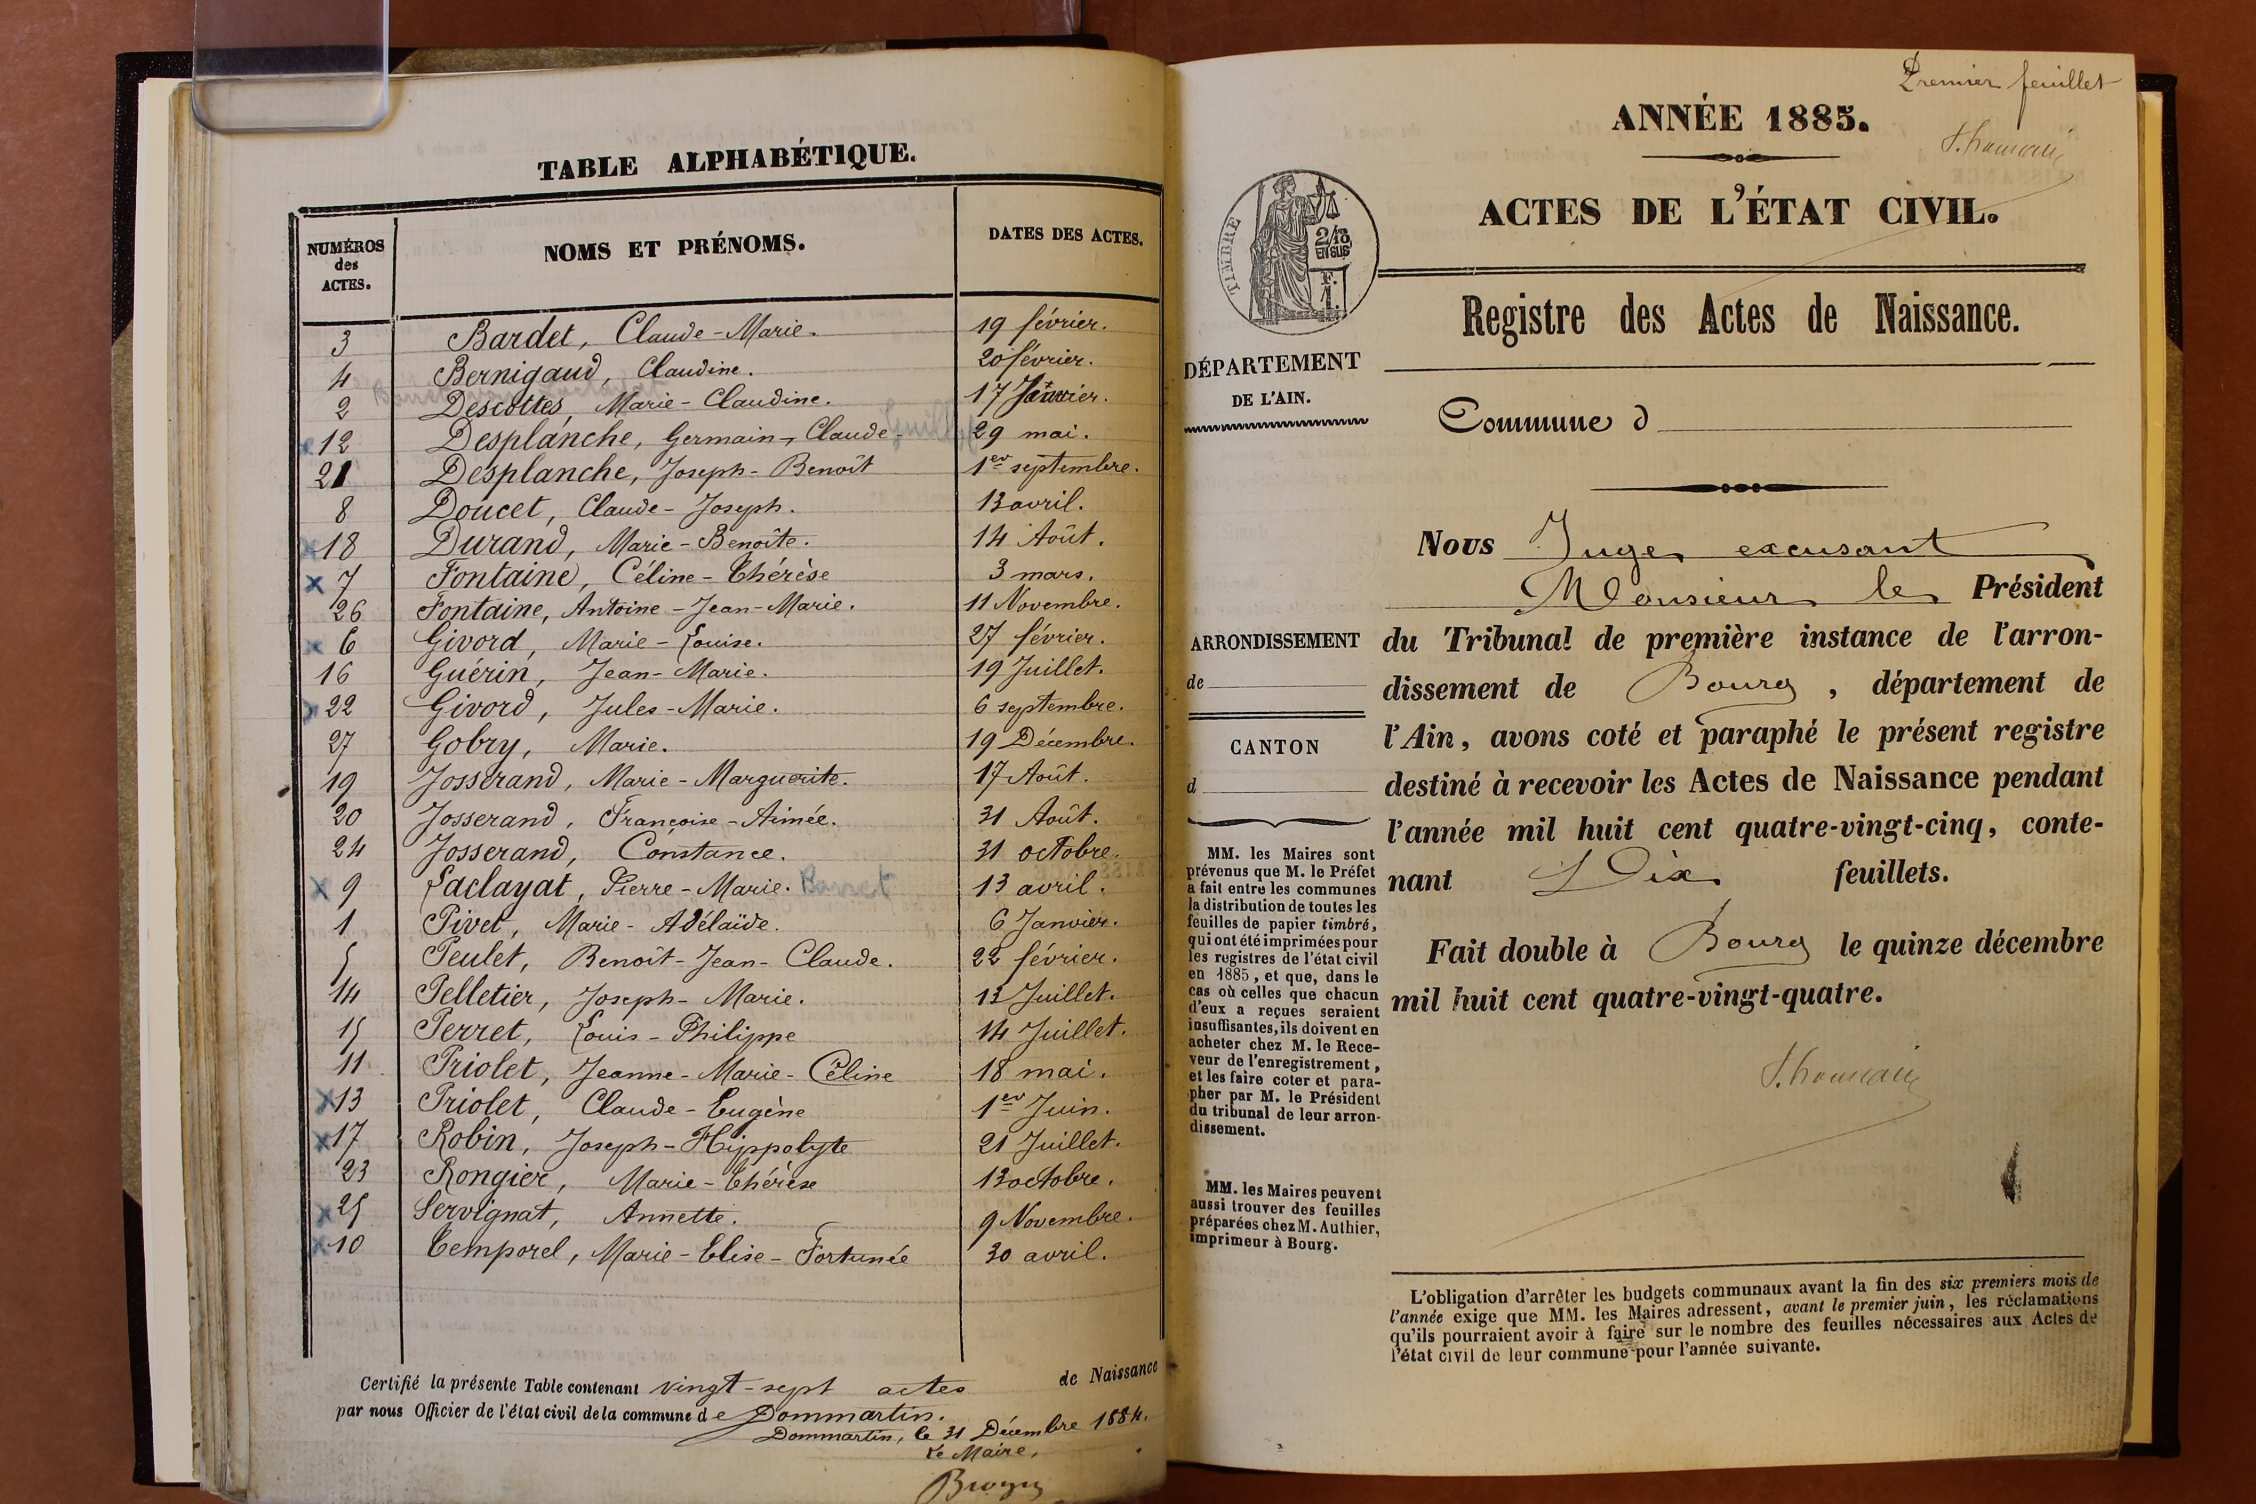 TABLE ALPHABÉTIQUE.
NUMÉROS des ACTES. NOMS ET PRÉNOMS. DATES DES ACTES.
3 Bardet, Claude-Marie. 19 février.
4 Bernigaud, Claudine. 20 février.
2 Descottes, Marie-Claudine. 17 Janvier.
12 Desplanche, Germain-Claude 29 mai.
21 Desplanche, Joseph-Benoît 1er septembre.
8 Doucet, Claude-Joseph. 13 avril.
18 Durand, Marie-Benoîte. 14 Août.
7 Fontaine, Céline-Thérèse 3 mars.
26 Fontaine, Antoine-Jean-Marie. 11 Novembre.
6 Givord, Marie-Louise. 27 février.
16 Guérin, Jean-Marie. 19 Juillet.
22 Givord, Jules-Marie. 6 septembre.
27 Gobry, Marie. 19 Décembre.
19 Josserand, Marie-Marguerite. 17 Août.
20 Josserand, Françoise-Aimée. 31 Août.
24 Josserand, Constance. 31 octobre.
9 Laclayat, Pierre-Marie. 13 avril.
1 Pivet, Marie-Adélaïde. 6 Janvier.
5 Peulet, Benoît-Jean-Claude. 22 février.
14 Pelletier, Joseph-Marie. 13 Juillet.
15 Perret, Louis-Philippe 14 Juillet.
11 Priolet, Jeanne-Marie-Céline 18 mai.
13 Priolet, Claude-Eugène 1er Juin.
17 Robin, Joseph-Hippolyte 21 Juillet.
23 Rongier, Marie-Thérèse 13 octobre.
25 Servignat, Annette. 9 Novembre.
10 Temporel, Marie-Elise-Fortunée 30 avril.
Certifié la présente Table contenant vingt-sept actes de Naissance
par nous Officier de l'état civil de la commune de Dommartin.
Dommartin, le 31 Décembre 1884.
Le Maire,
Premier feuillet
ANNÉE 1885.
ACTES DE L'ÉTAT CIVIL.
TIMBRE
2/10
EN SUS
F.
1.
Registre des Actes de Naissance.
DÉPARTEMENT
DE L'AIN.
Commune d
Nous Juge excusant
Monsieur le Président
du Tribunal de première instance de l'arron-
dissement de Bourg, département de
l'Ain, avons coté et paraphé le présent registre
destiné à recevoir les Actes de Naissance pendant
l'année mil huit cent quatre-vingt-cinq, conte-
nant Dix feuillets.
Fait double à Bourg le quinze décembre
mil huit cent quatre-vingt-quatre.
ARRONDISSEMENT
de
CANTON
d
MM. les Maires sont
prévenus que M. le Préfet
a fait entre les communes
la distribution de toutes les
feuilles de papier timbré,
qui ont été imprimées pour
les registres de l'état civil
en 1885, et que, dans le
cas où celles que chacun
d'eux a reçues seraient
insuffisantes, ils doivent en
acheter chez M. le Rece-
veur de l'enregistrement,
et les faire coter et para-
pher par M. le Président
du tribunal de leur arron-
dissement.
MM. les Maires peuvent
aussi trouver des feuilles
préparées chez M. Authier,
imprimeur à Bourg.
L'obligation d'arrêter les budgets communaux avant la fin des six premiers mois de
l'année exige que MM. les Maires adressent, avant le premier juin, les réclamations
qu'ils pourraient avoir à faire sur le nombre des feuilles nécessaires aux Actes de
l'état civil de leur commune pour l'année suivante.